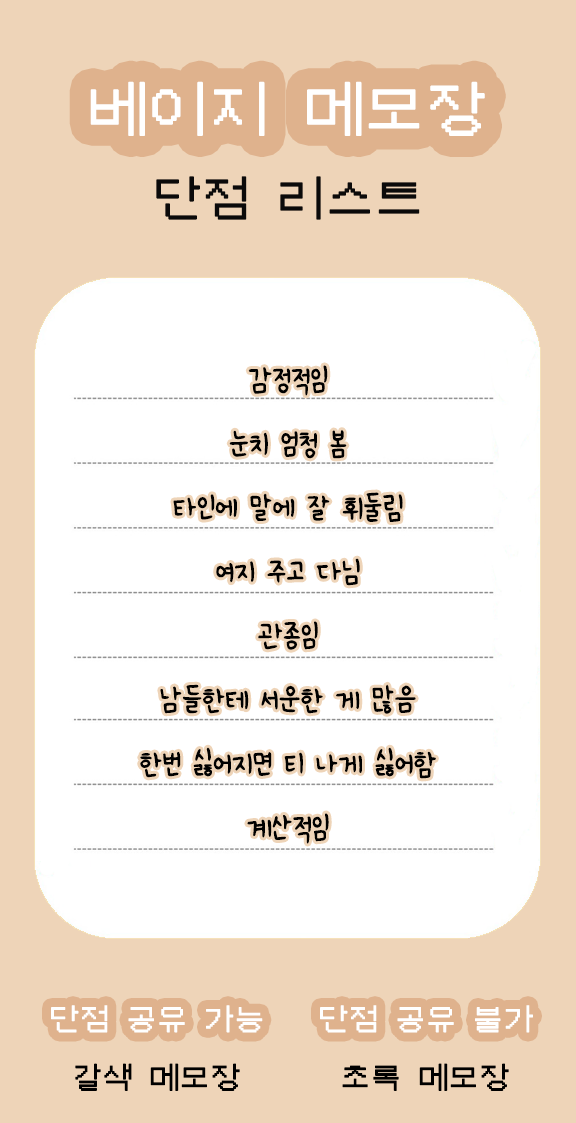 베이지 메모장
단점 리스트
감정적임
눈치 엄청 봄
타인에 말에 잘 휘둘림
여지 주고 다님
관종임
남들한테 서운한 게 많음
한번 싫어지면 티 나게 싫어함
계산적임
단점 공유 가능 단점 공유 불가
갈색 메모장 초록 메모장